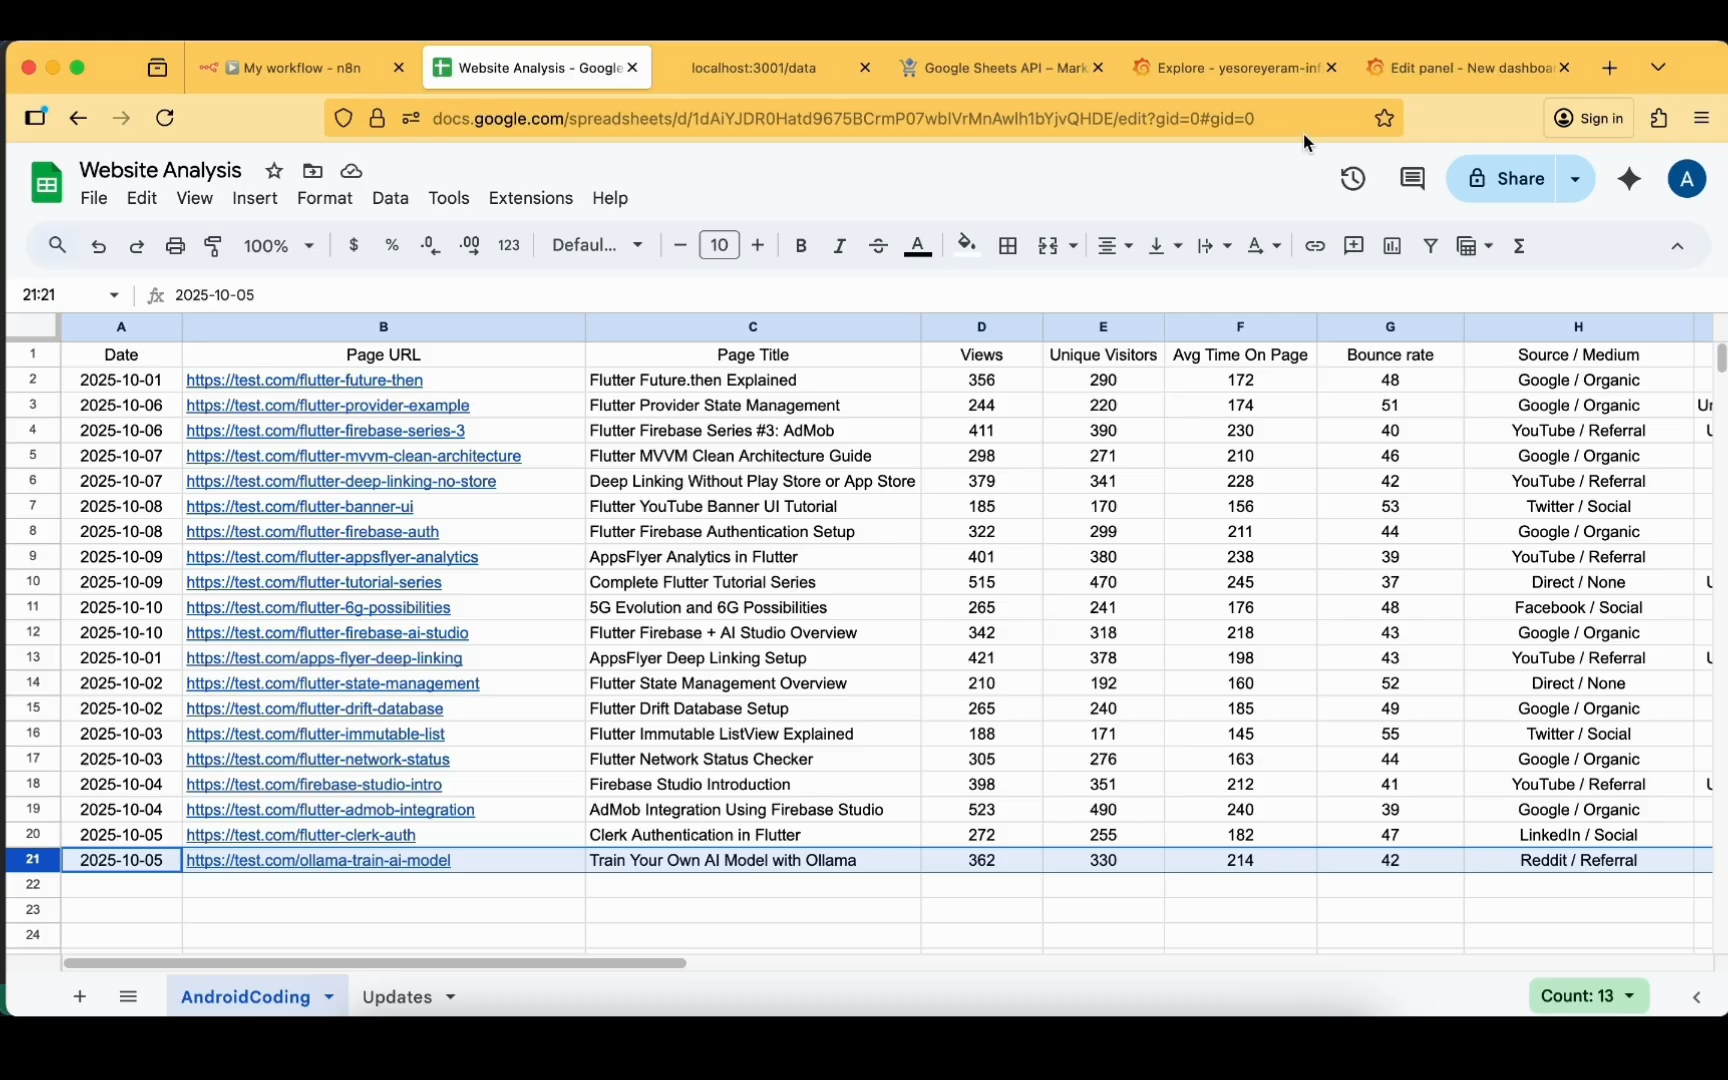 My workflow - n8n
Website Analysis - Google
localhost:3001/data
Google Sheets API – Mark
Explore - yesoreyeram-inf
Edit panel - New dashboa
docs.google.com/spreadsheets/d/1dAiYJDR0Hatd9675BCrmP07wblVrMnAwlh1bYjvQHDE/edit?gid=0#gid=0
Sign in
Website Analysis
File Edit View Insert Format Data Tools Extensions Help
Share
A
100% $ % .0 .00 123 Defaul... − 10 + B I S A Σ
21:21 fx 2025-10-05
A B C D E F G H
1 Date Page URL Page Title Views Unique Visitors Avg Time On Page Bounce rate Source / Medium
2 2025-10-01 https://test.com/flutter-future-then Flutter Future.then Explained 356 290 172 48 Google / Organic
3 2025-10-06 https://test.com/flutter-provider-example Flutter Provider State Management 244 220 174 51 Google / Organic
4 2025-10-06 https://test.com/flutter-firebase-series-3 Flutter Firebase Series #3: AdMob 411 390 230 40 YouTube / Referral
5 2025-10-07 https://test.com/flutter-mvvm-clean-architecture Flutter MVVM Clean Architecture Guide 298 271 210 46 Google / Organic
6 2025-10-07 https://test.com/flutter-deep-linking-no-store Deep Linking Without Play Store or App Store 379 341 228 42 YouTube / Referral
7 2025-10-08 https://test.com/flutter-banner-ui Flutter YouTube Banner UI Tutorial 185 170 156 53 Twitter / Social
8 2025-10-08 https://test.com/flutter-firebase-auth Flutter Firebase Authentication Setup 322 299 211 44 Google / Organic
9 2025-10-09 https://test.com/flutter-appsflyer-analytics AppsFlyer Analytics in Flutter 401 380 238 39 YouTube / Referral
10 2025-10-09 https://test.com/flutter-tutorial-series Complete Flutter Tutorial Series 515 470 245 37 Direct / None
11 2025-10-10 https://test.com/flutter-6g-possibilities 5G Evolution and 6G Possibilities 265 241 176 48 Facebook / Social
12 2025-10-10 https://test.com/flutter-firebase-ai-studio Flutter Firebase + AI Studio Overview 342 318 218 43 Google / Organic
13 2025-10-01 https://test.com/apps-flyer-deep-linking AppsFlyer Deep Linking Setup 421 378 198 43 YouTube / Referral
14 2025-10-02 https://test.com/flutter-state-management Flutter State Management Overview 210 192 160 52 Direct / None
15 2025-10-02 https://test.com/flutter-drift-database Flutter Drift Database Setup 265 240 185 49 Google / Organic
16 2025-10-03 https://test.com/flutter-immutable-list Flutter Immutable ListView Explained 188 171 145 55 Twitter / Social
17 2025-10-03 https://test.com/flutter-network-status Flutter Network Status Checker 305 276 163 44 Google / Organic
18 2025-10-04 https://test.com/firebase-studio-intro Firebase Studio Introduction 398 351 212 41 YouTube / Referral
19 2025-10-04 https://test.com/flutter-admob-integration AdMob Integration Using Firebase Studio 523 490 240 39 Google / Organic
20 2025-10-05 https://test.com/flutter-clerk-auth Clerk Authentication in Flutter 272 255 182 47 LinkedIn / Social
21 2025-10-05 https://test.com/ollama-train-ai-model Train Your Own AI Model with Ollama 362 330 214 42 Reddit / Referral
22
23
24
AndroidCoding Updates Count: 13